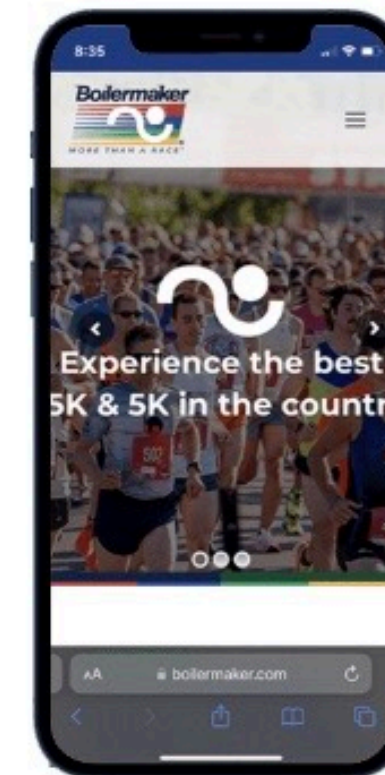 8:35
Boilermaker
MORE THAN A RACE
Experience the best
5K & 5K in the countr
502
AA
boilermaker.com